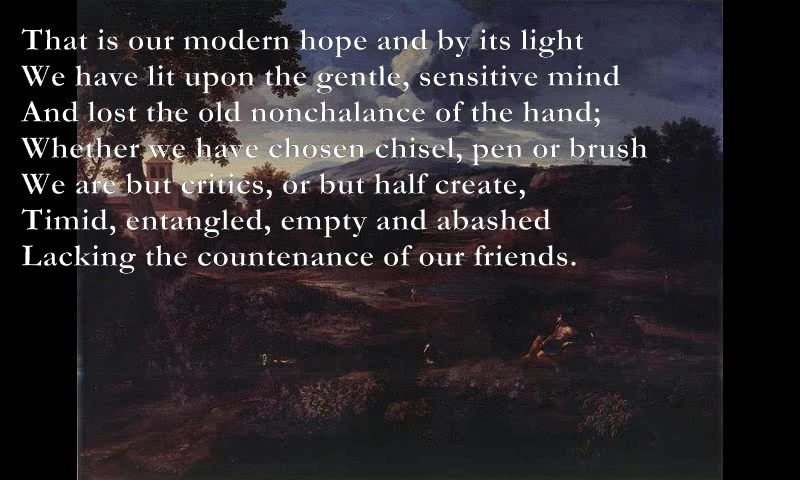 That is our modern hope and by its light
We have lit upon the gentle, sensitive mind
And lost the old nonchalance of the hand;
Whether we have chosen chisel, pen or brush
We are but critics, or but half create,
Timid, entangled, empty and abashed
Lacking the countenance of our friends.